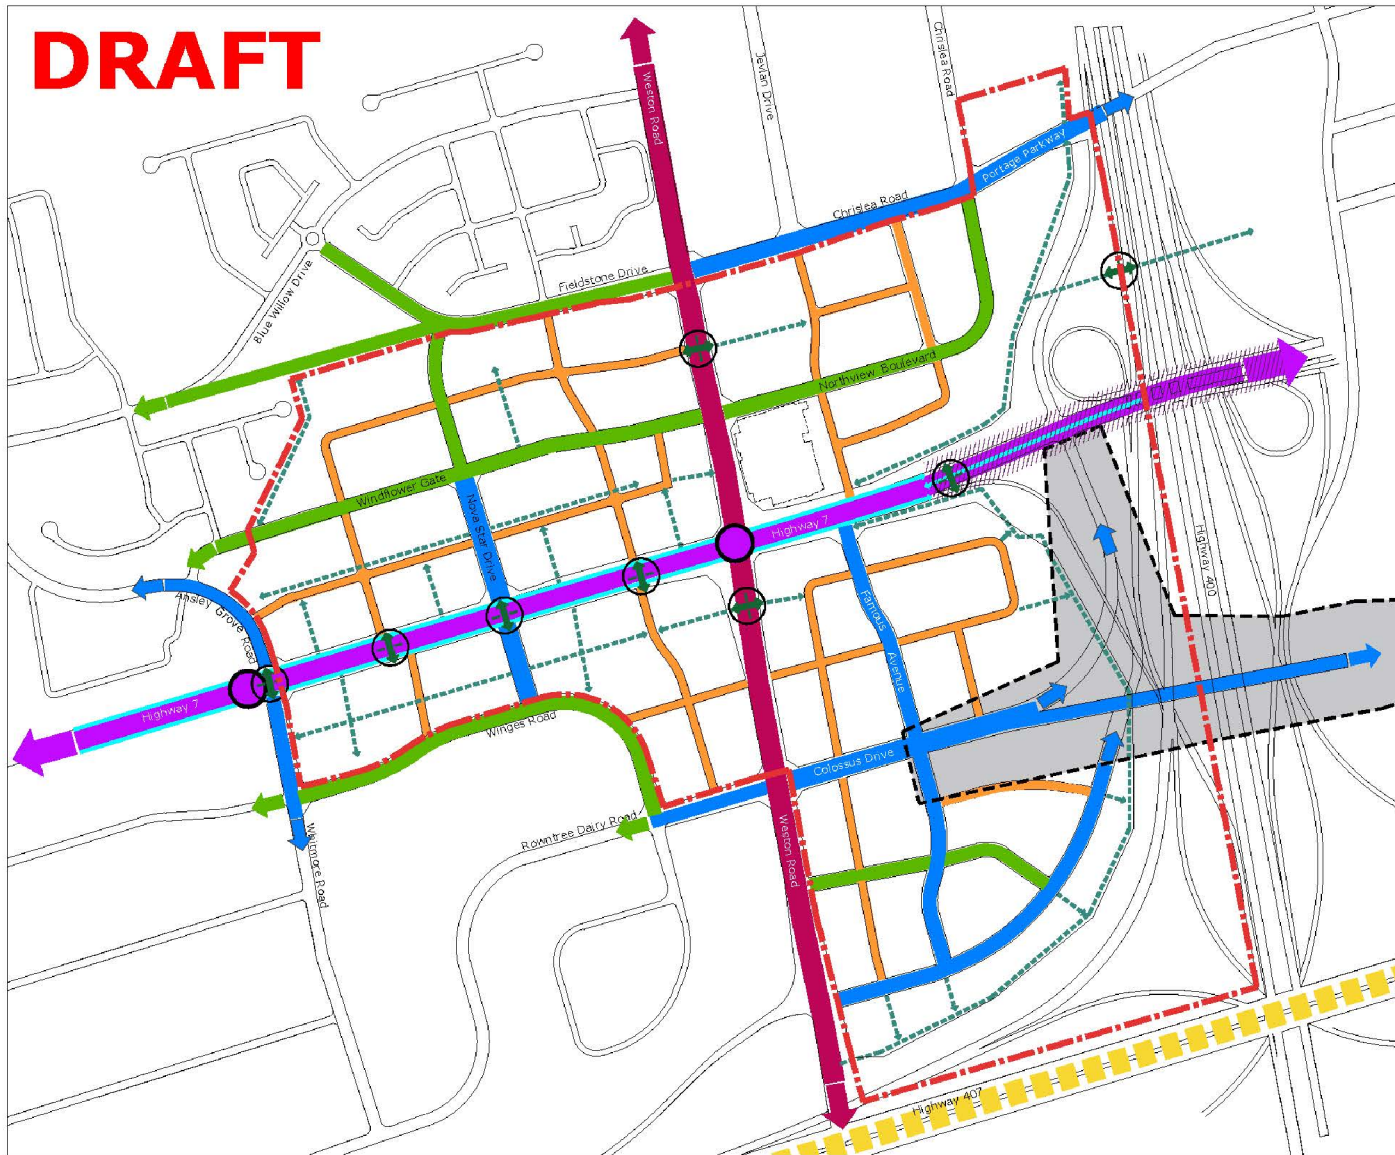 DRAFT
Weston Road
Jevlan Drive
Chrislea Road
Portage Parkway
Chrislea Road
Fieldstone Drive
Blue Willow Drive
Northview Boulevard
Windflower Gate
Nova Star Drive
Highway 7
Highway 400
Ansley Grove Road
Famous Avenue
Highway 7
Winges Road
Colossus Drive
Rowntree Dairy Road
Weston Road
Whitmore Road
Highway 407